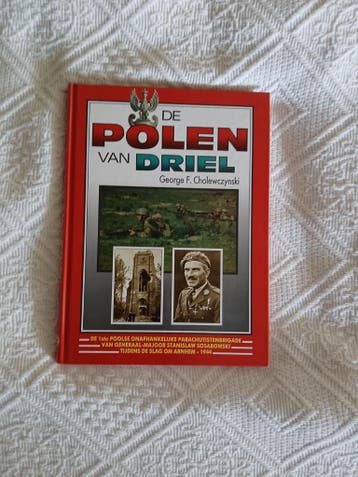 DE
POLEN
VAN DRIEL
George F. Cholewczynski
DE 1ste POOLSE ONAFHANKELIJKE PARACHUTISTENBRIGADE
VAN GENERAAL-MAJOOR STANISLAW SOSABOWSKI
TIJDENS DE SLAG OM ARNHEM - 1944